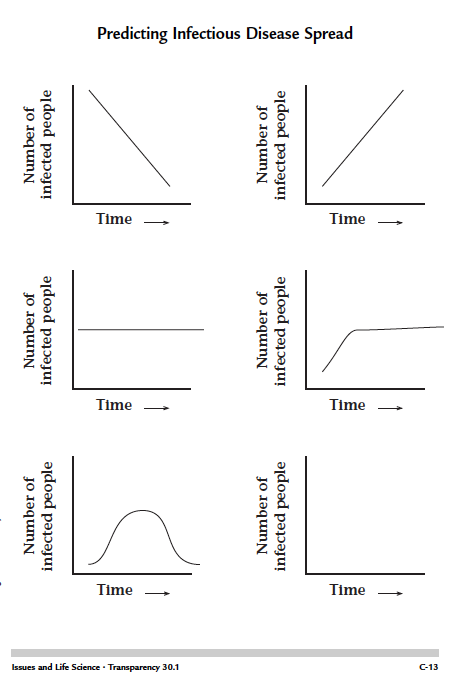 Predicting Infectious Disease Spread
Number of
infected people
Time
Number of
infected people
Time
Number of
infected people
Time
Number of
infected people
Time
Number of
infected people
Time
Number of
infected people
Time
Issues and Life Science • Transparency 30.1
C-13